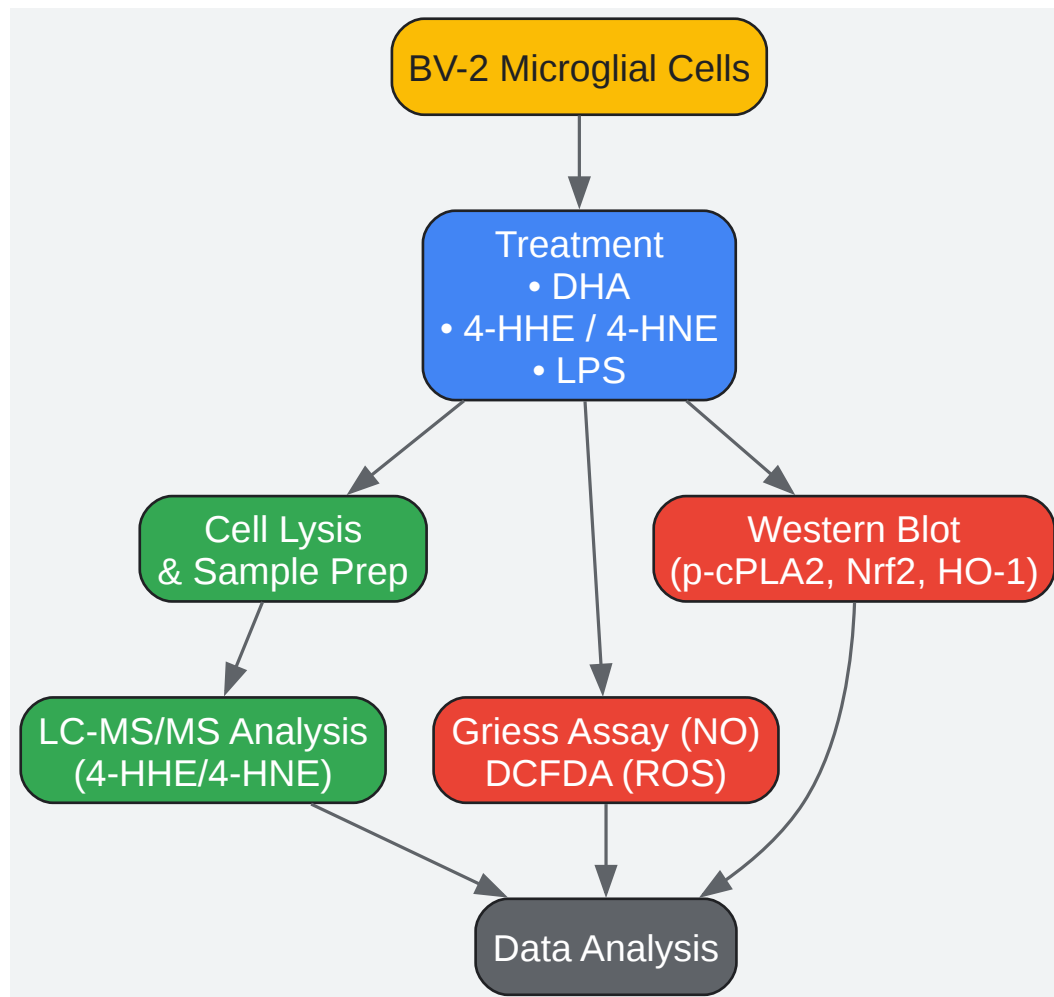 BV-2 Microglial Cells
Treatment
• DHA
• 4-HHE / 4-HNE
• LPS
Cell Lysis
& Sample Prep
Western Blot
(p-cPLA2, Nrf2, HO-1)
LC-MS/MS Analysis
(4-HHE/4-HNE)
Griess Assay (NO)
DCFDA (ROS)
Data Analysis